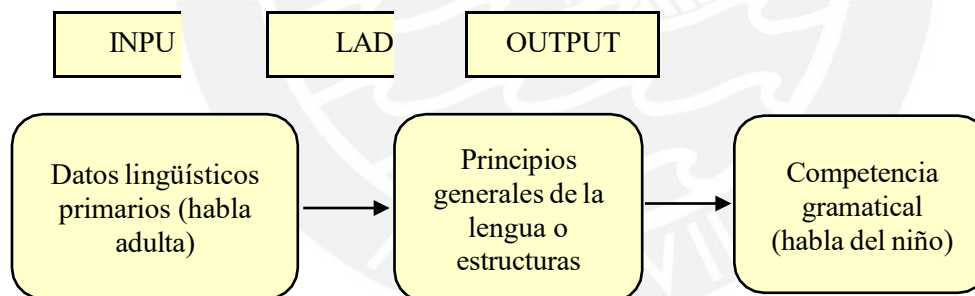 INPU
LAD
OUTPUT
Datos lingüísticos
primarios (habla
adulta)
Principios
generales de la
lengua o
estructuras
Competencia
gramatical
(habla del niño)